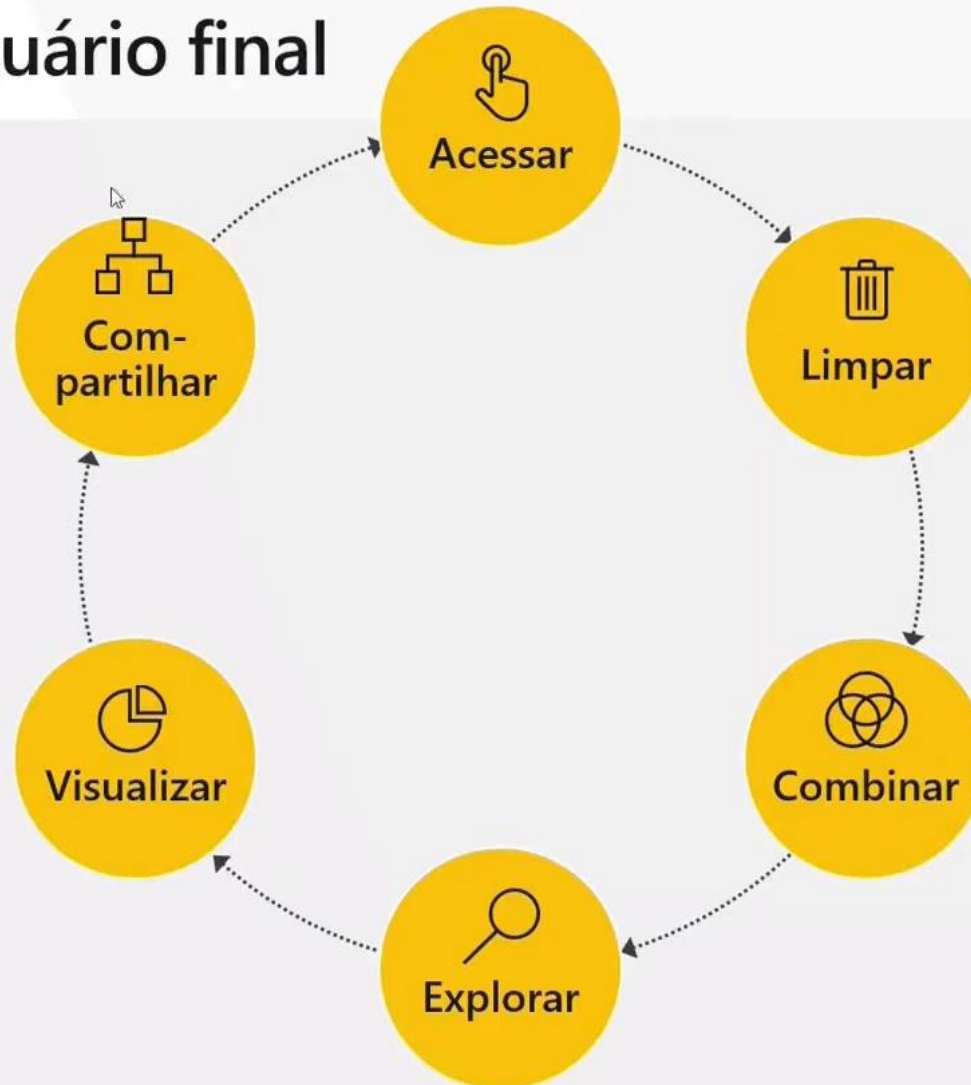 uário final
Acessar
Limpar
Combinar
Explorar
Visualizar
Com-
partilhar